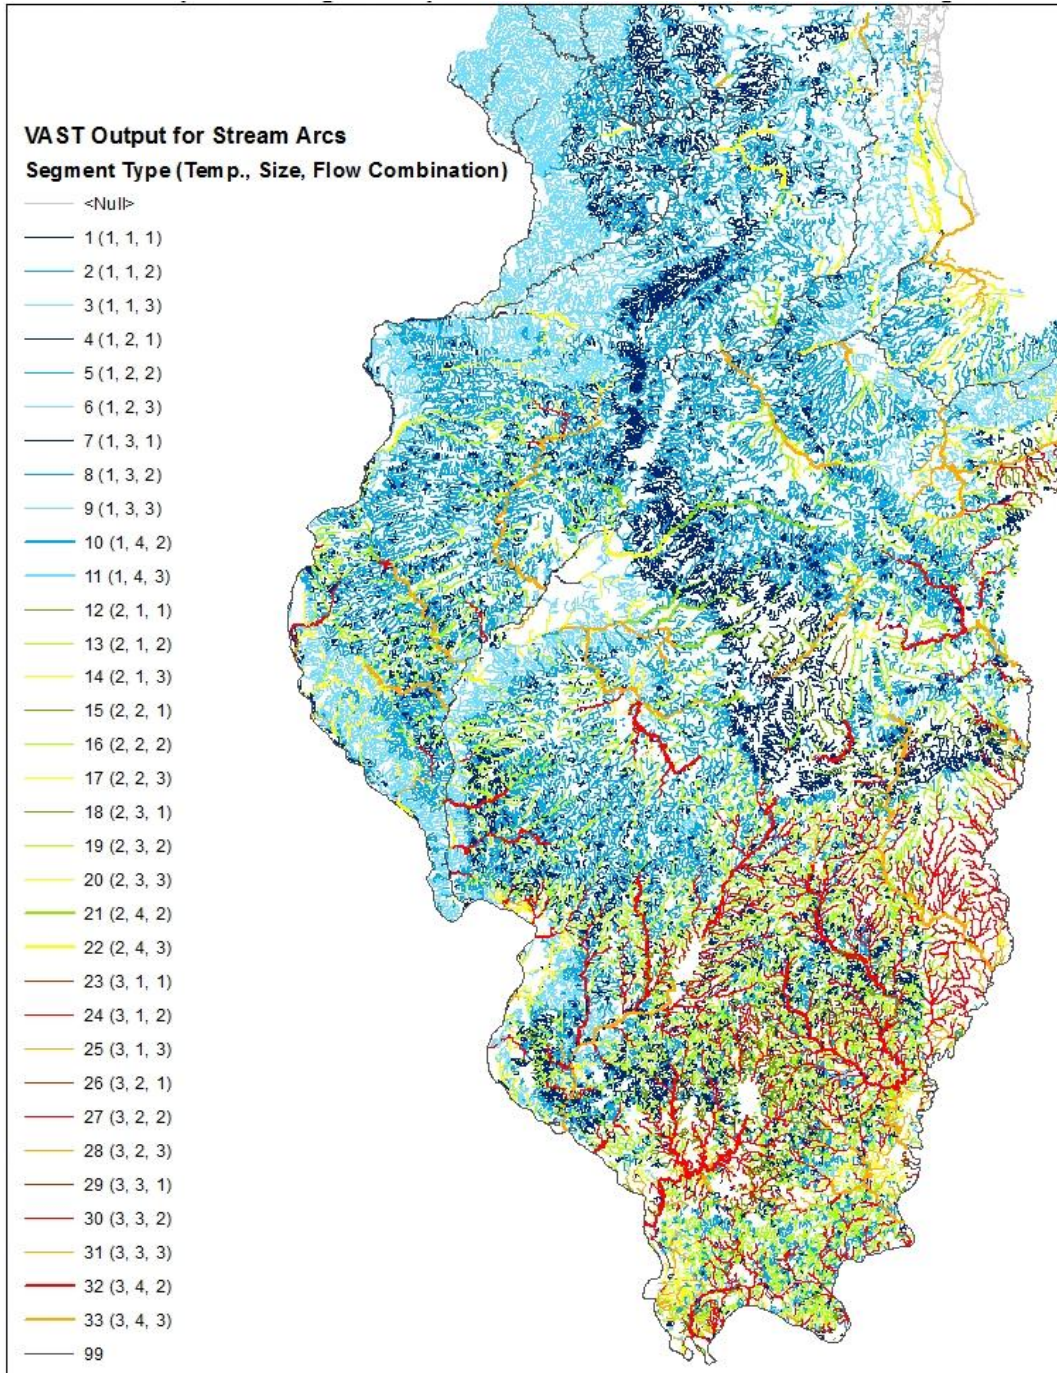 VAST Output for Stream Arcs
Segment Type (Temp., Size, Flow Combination)
<Null>
1 (1, 1, 1)
2 (1, 1, 2)
3 (1, 1, 3)
4 (1, 2, 1)
5 (1, 2, 2)
6 (1, 2, 3)
7 (1, 3, 1)
8 (1, 3, 2)
9 (1, 3, 3)
10 (1, 4, 2)
11 (1, 4, 3)
12 (2, 1, 1)
13 (2, 1, 2)
14 (2, 1, 3)
15 (2, 2, 1)
16 (2, 2, 2)
17 (2, 2, 3)
18 (2, 3, 1)
19 (2, 3, 2)
20 (2, 3, 3)
21 (2, 4, 2)
22 (2, 4, 3)
23 (3, 1, 1)
24 (3, 1, 2)
25 (3, 1, 3)
26 (3, 2, 1)
27 (3, 2, 2)
28 (3, 2, 3)
29 (3, 3, 1)
30 (3, 3, 2)
31 (3, 3, 3)
32 (3, 4, 2)
33 (3, 4, 3)
99